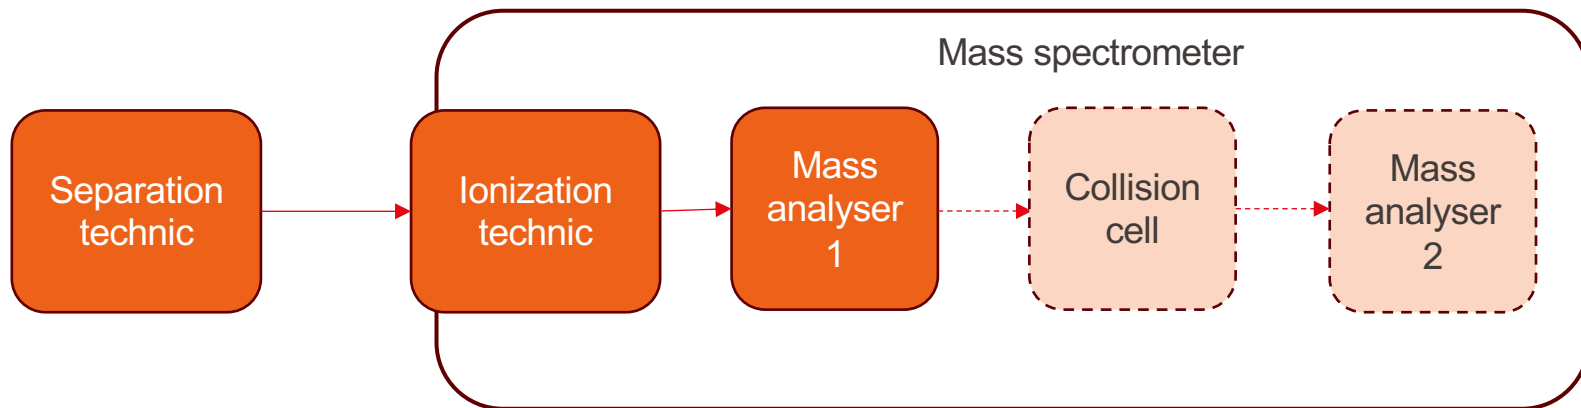 Mass spectrometer
Separation
technic
Ionization
technic
Mass
analyser
1
Collision
cell
Mass
analyser
2